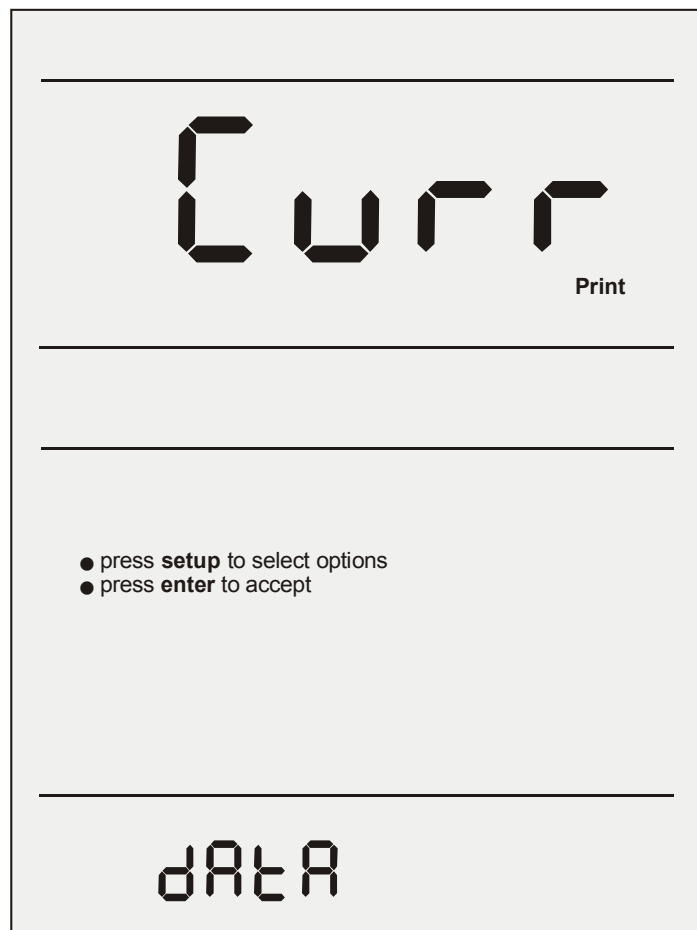 Curr
Print
● press setup to select options
● press enter to accept
dAtA